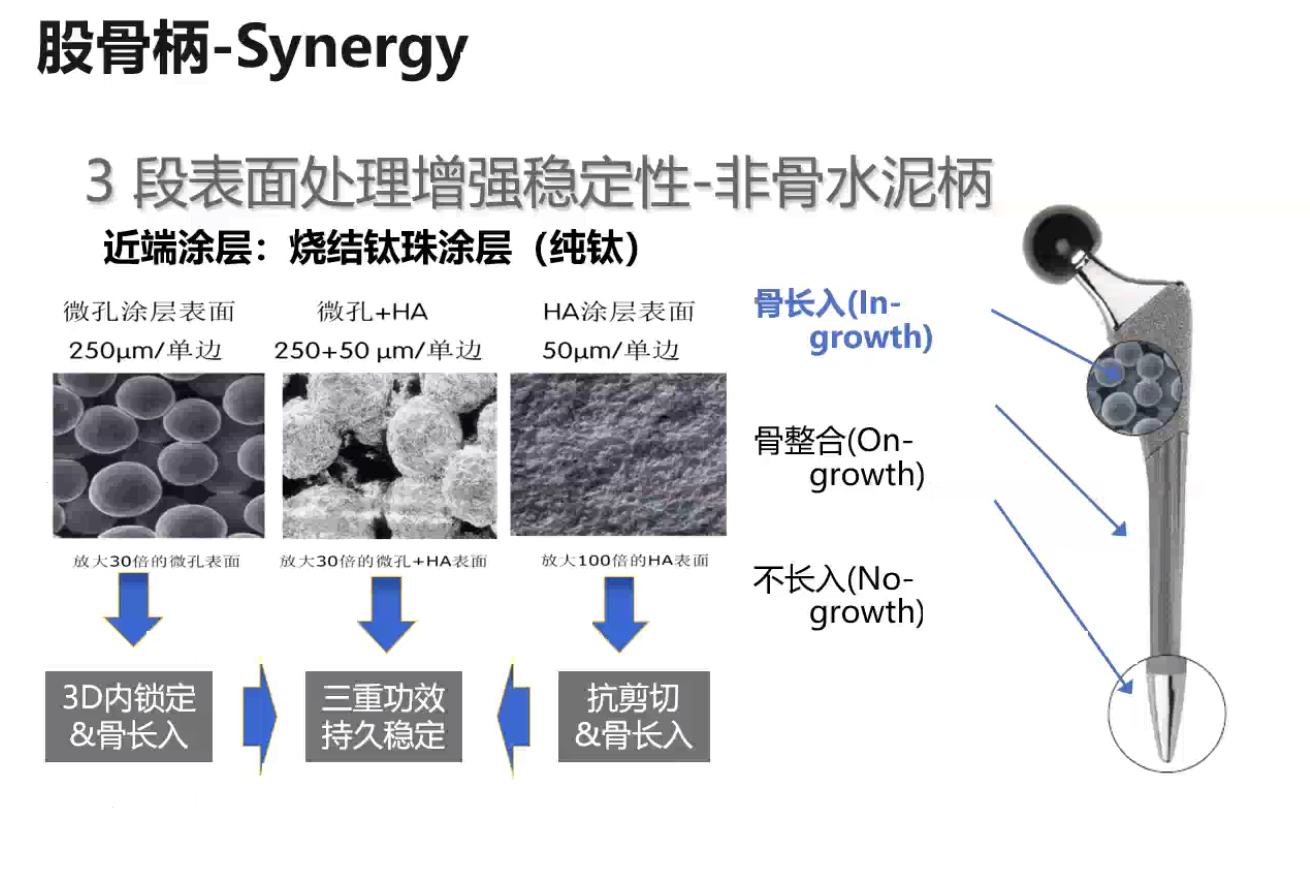 股骨柄-Synergy
3 段表面处理增强稳定性-非骨水泥柄
近端涂层：烧结钛珠涂层（纯钛）
微孔涂层表面
250μm/单边
微孔+HA
250+50 μm/单边
HA涂层表面
50μm/单边
放大30倍的微孔表面
放大30倍的微孔+HA表面
放大100倍的HA表面
3D内锁定
&骨长入
三重功效
持久稳定
抗剪切
&骨长入
骨长入(In-
growth)
骨整合(On-
growth)
不长入(No-
growth)